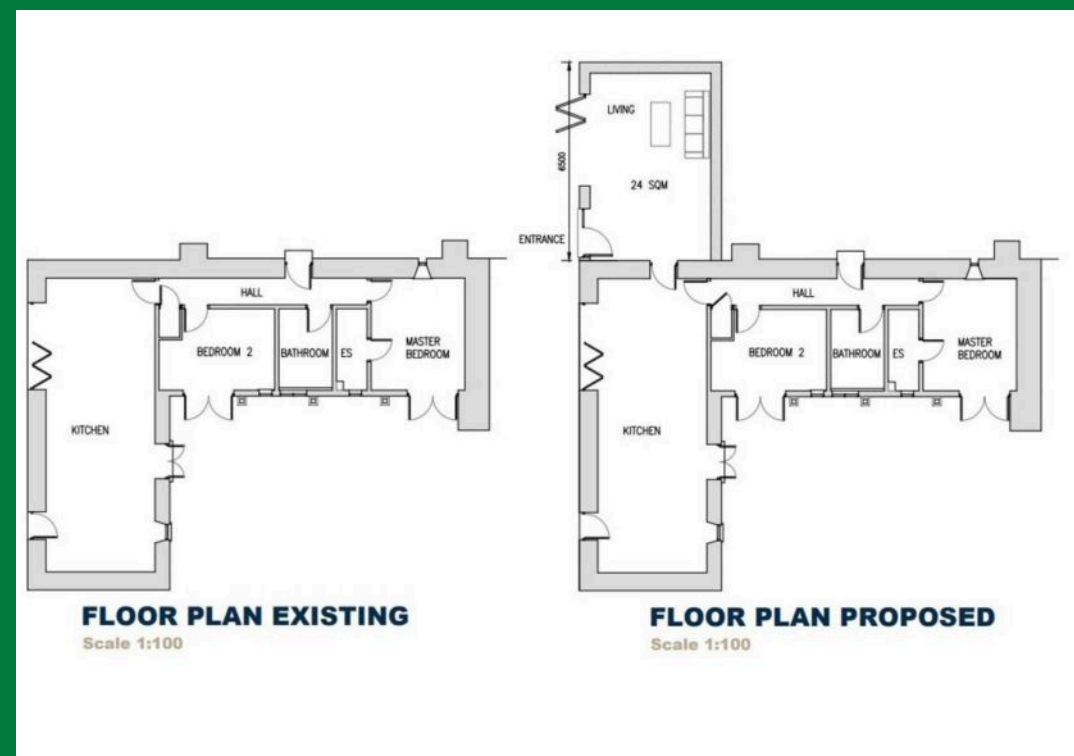 HALL
BEDROOM 2
BATHROOM
ES
MASTER
BEDROOM
KITCHEN
FLOOR PLAN EXISTING
Scale 1:100
LIVING
6500
24 SQM
ENTRANCE
HALL
BEDROOM 2
BATHROOM
ES
MASTER
BEDROOM
KITCHEN
FLOOR PLAN PROPOSED
Scale 1:100